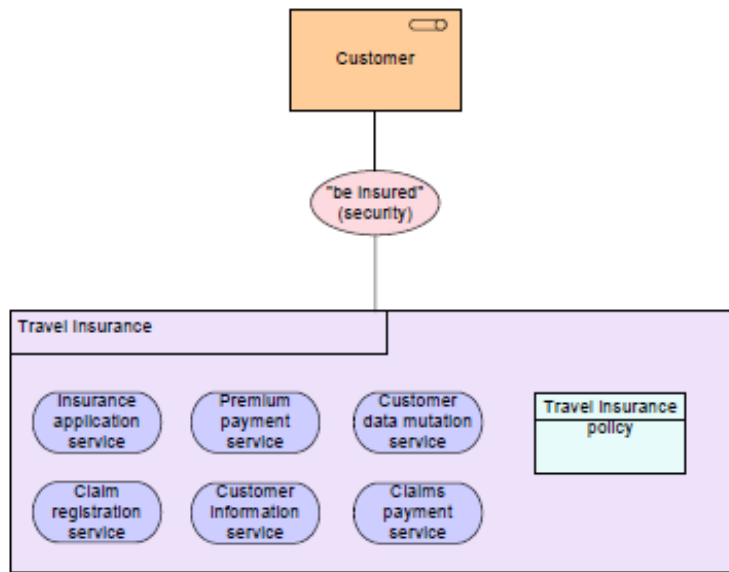 Customer
"be insured"
(security)
Travel Insurance
Insurance
application
service
Premium
payment
service
Customer
data mutation
service
Travel Insurance
policy
Claim
registration
service
Customer
information
service
Claims
payment
service